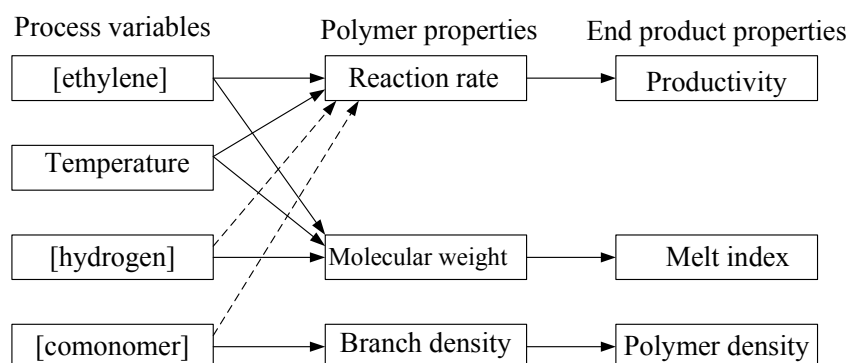 Process variables
Polymer properties
End product properties
[ethylene]
Reaction rate
Productivity
Temperature
[hydrogen]
Molecular weight
Melt index
[comonomer]
Branch density
Polymer density